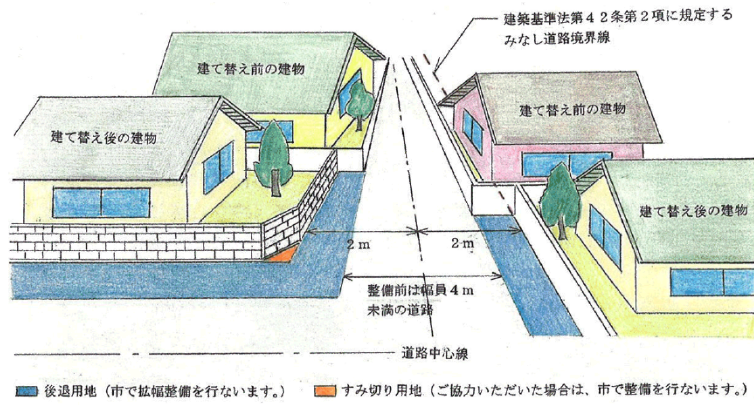 建築基準法第４２条第２項に規定する
みなし道路境界線
建て替え前の建物
建て替え前の建物
建て替え後の建物
建て替え後の建物
２ｍ
２ｍ
整備前は幅員４ｍ
未満の道路
道路中心線
後退用地（市で拡幅整備を行ないます。）
すみ切り用地（ご協力いただいた場合は、市で整備を行ないます。）